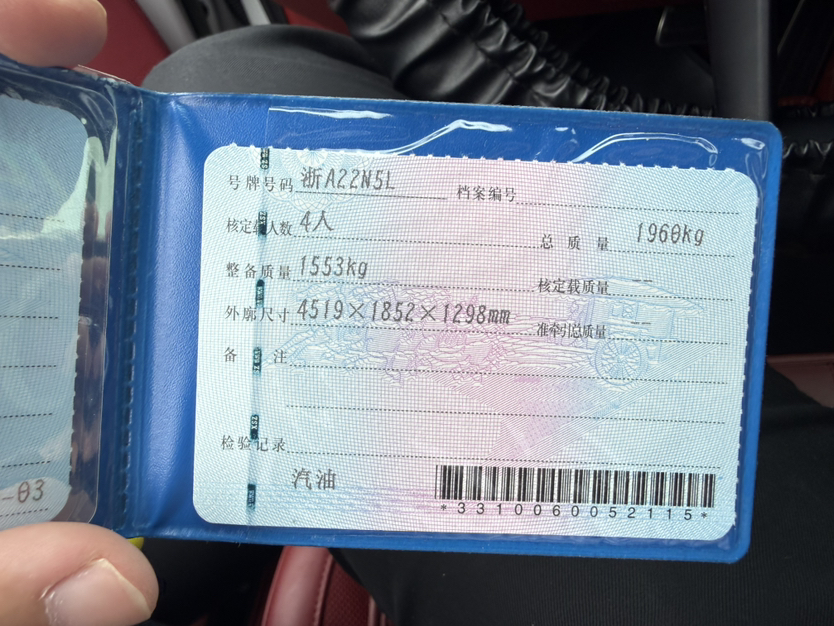 号牌号码 浙A22N5L 档案编号
核定载人数 4人 总质量 1960kg
整备质量 1553kg 核定载质量 --
外廓尺寸 4519×1852×1298mm 准牵引总质量 --
备注
检验记录
汽油
*3310060052115*
-03